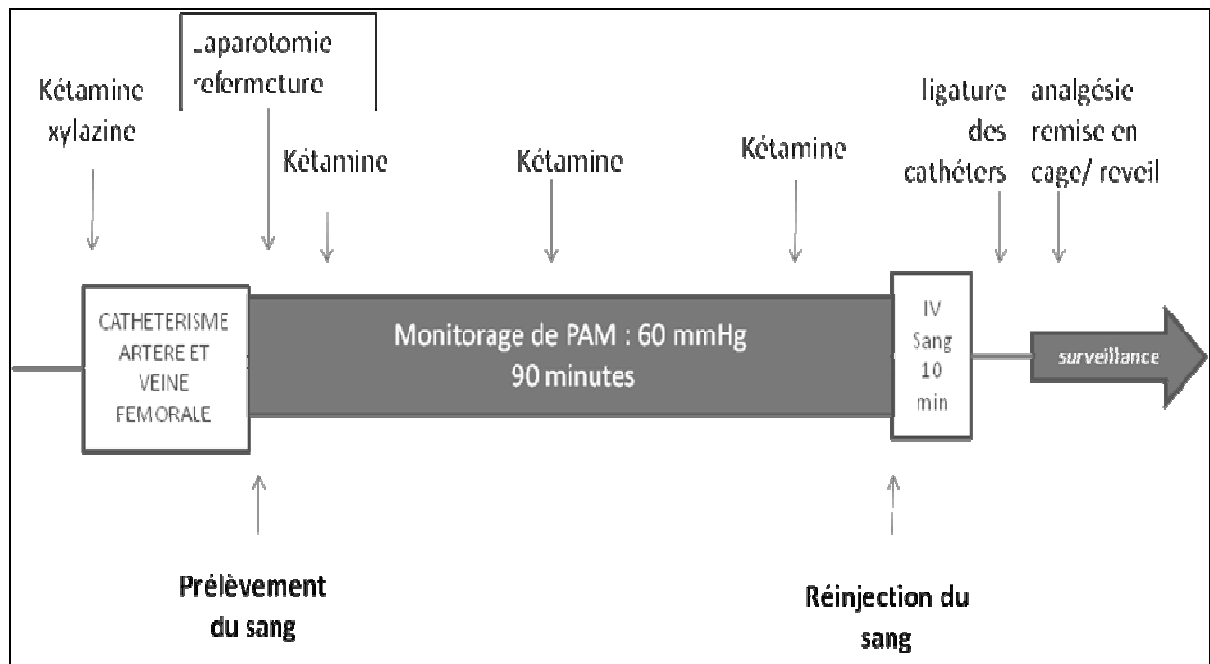 Laparotomie
refermeture
Kétamine
xylazine
Kétamine
Kétamine
Kétamine
ligature
des
cathéters
analgésie
remise en
cage/ reveil
CATHETERISME
ARTERE ET
VEINE
FEMORALE
Monitorage de PAM : 60 mmHg
90 minutes
IV
Sang
10
min
surveillance
Prélèvement
du sang
Réinjection du
sang